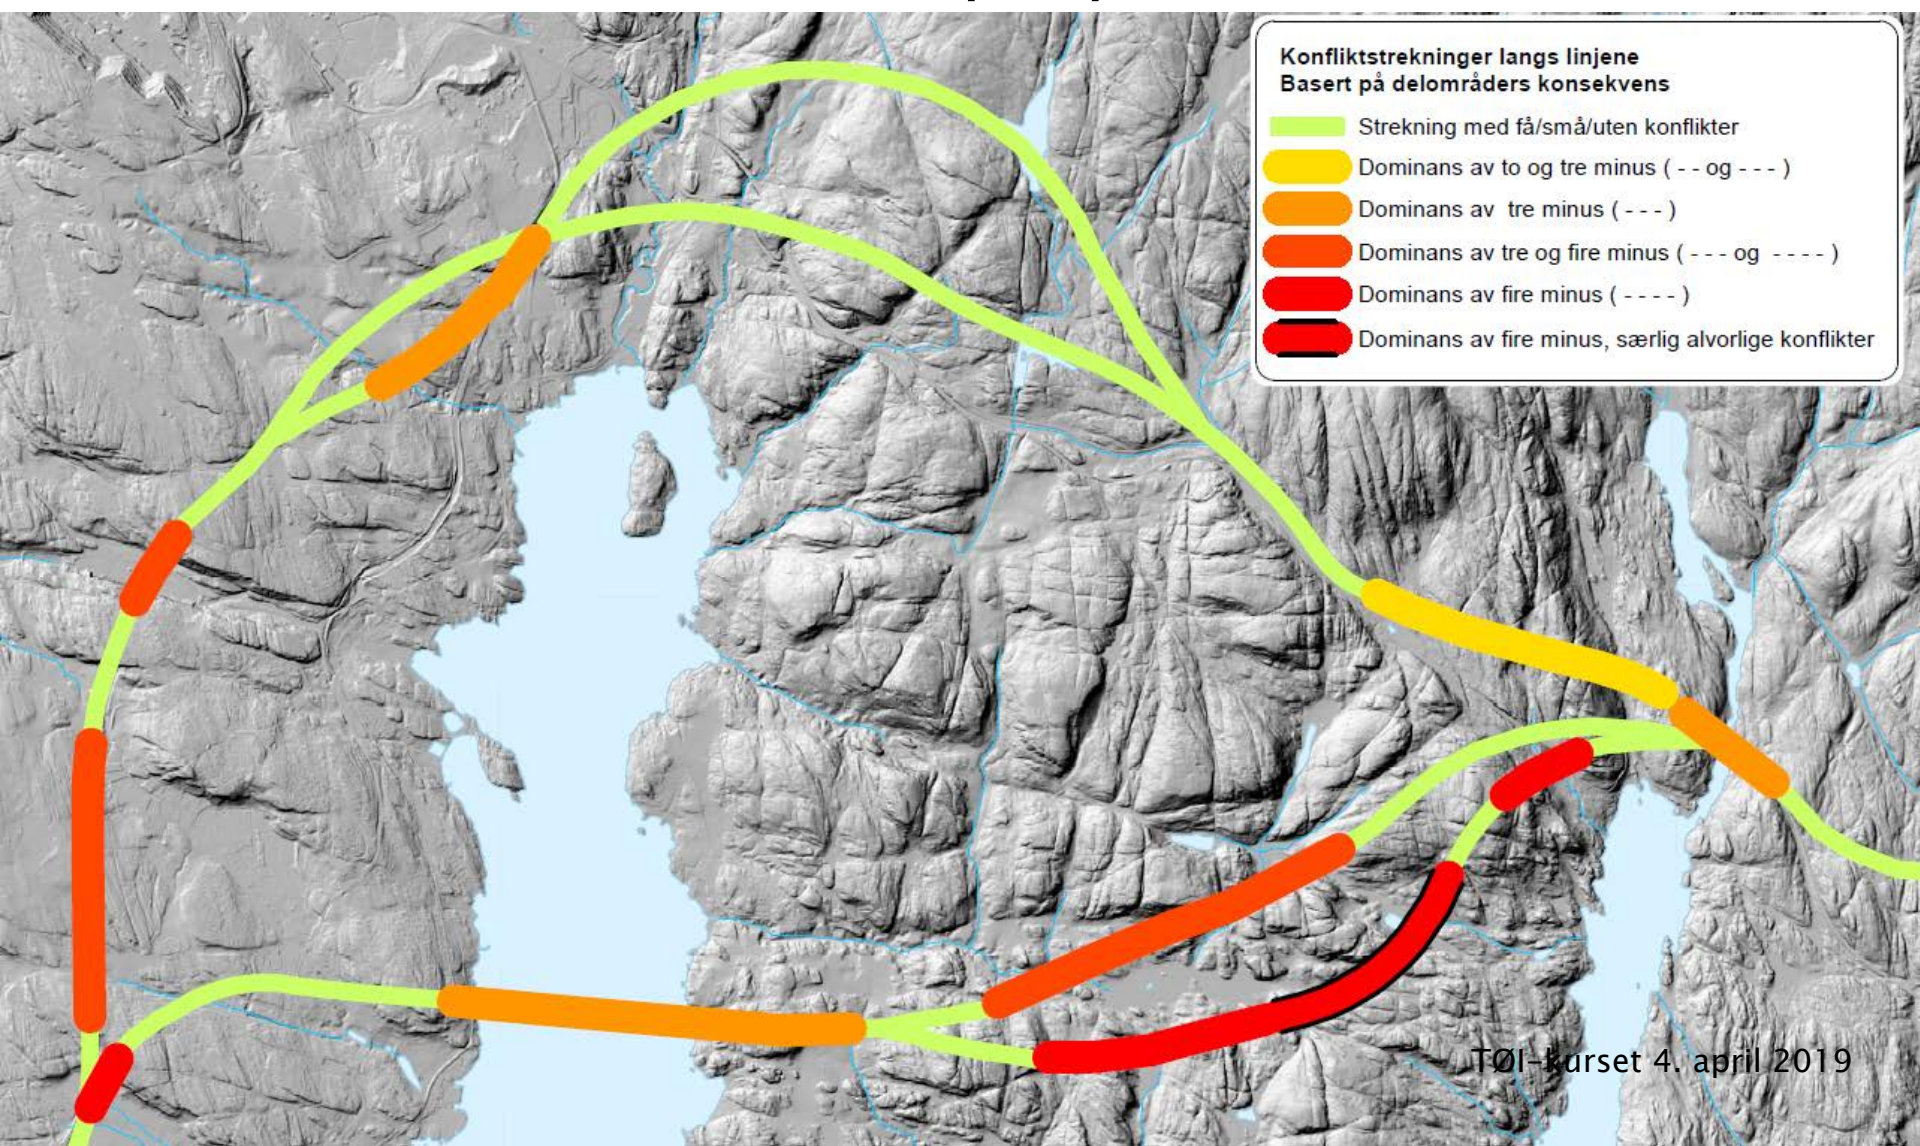 Konfliktstrekninger langs linjene
Basert på delområders konsekvens
Strekning med få/små/uten konflikter
Dominans av to og tre minus ( - - og - - - )
Dominans av  tre minus ( - - - )
Dominans av tre og fire minus ( - - - og  - - - - )
Dominans av fire minus ( - - - - )
Dominans av fire minus, særlig alvorlige konflikter
TØI-kurset 4. april 2019